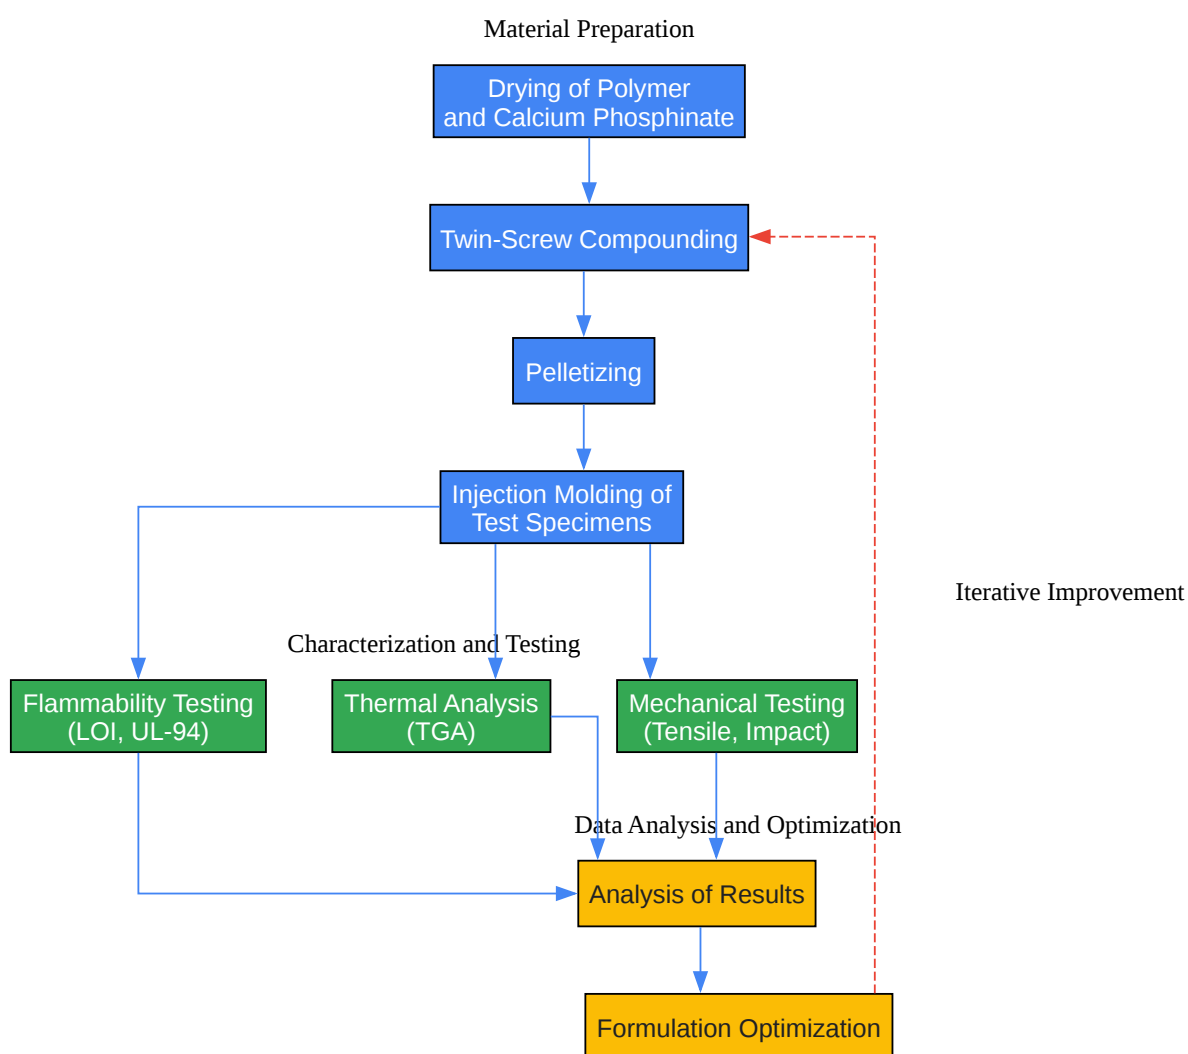 Material Preparation
Drying of Polymer
and Calcium Phosphinate
Twin-Screw Compounding
Pelletizing
Injection Molding of
Test Specimens
Iterative Improvement
Characterization and Testing
Flammability Testing
(LOI, UL-94)
Thermal Analysis
(TGA)
Mechanical Testing
(Tensile, Impact)
Data Analysis and Optimization
Analysis of Results
Formulation Optimization